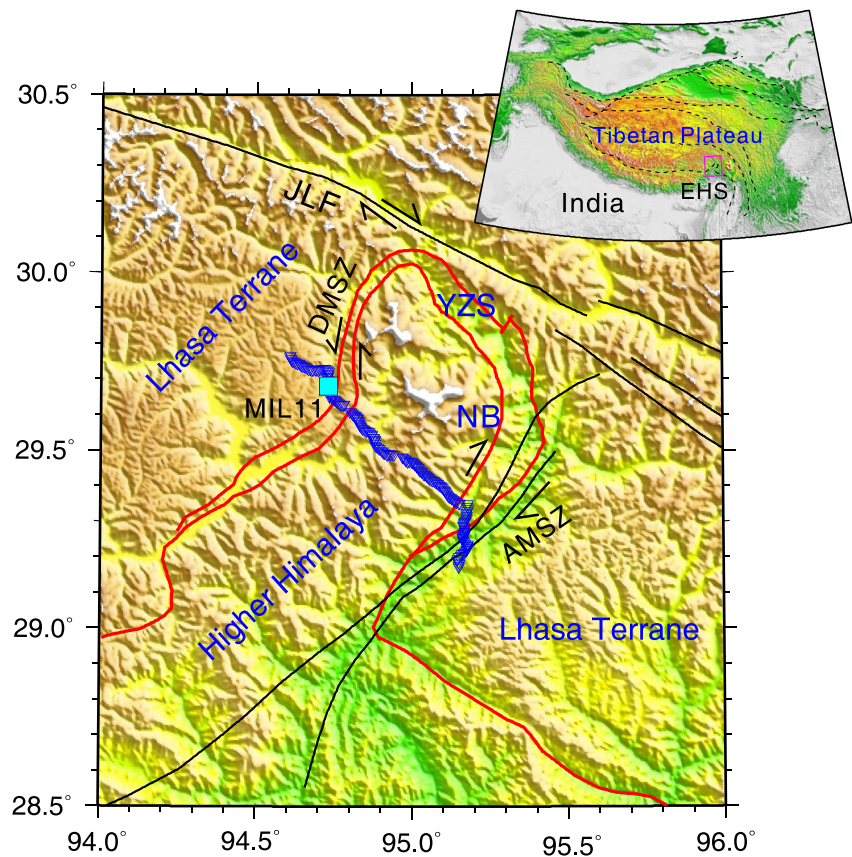 Tibetan Plateau
EHS
India
30.5°
30.0°
29.5°
29.0°
28.5°
JLF
Lhasa Terrane
DMSZ
YZS
MIL11
NB
AMSZ
Higher Himalaya
Lhasa Terrane
94.0°
94.5°
95.0°
95.5°
96.0°